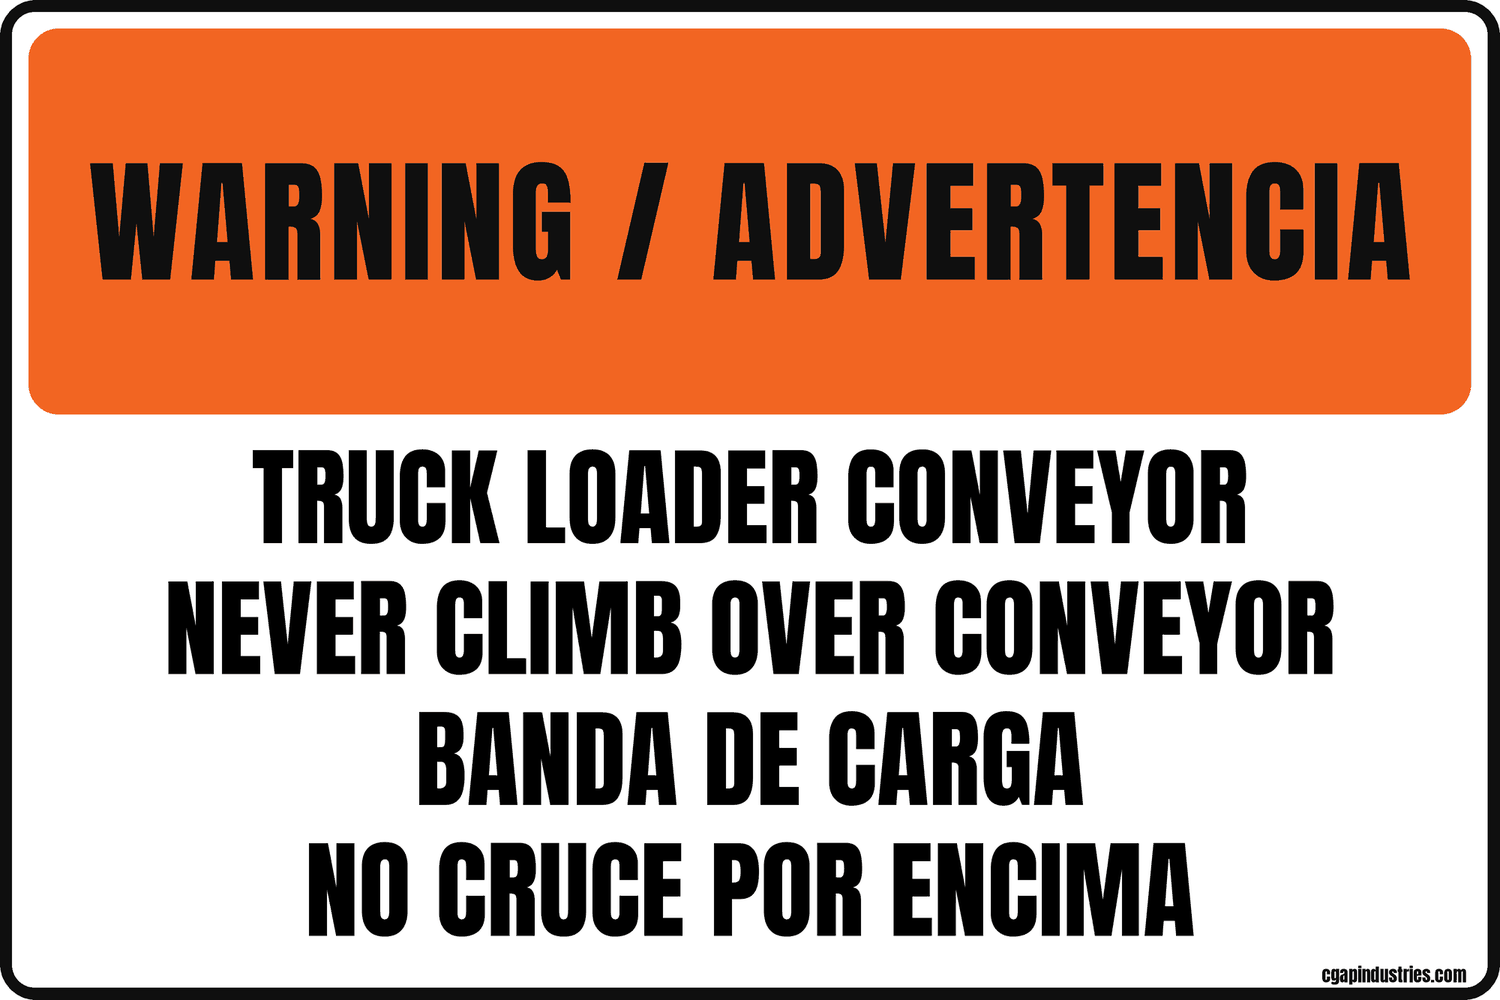 WARNING / ADVERTENCIA
TRUCK LOADER CONVEYOR
NEVER CLIMB OVER CONVEYOR
BANDA DE CARGA
NO CRUCE POR ENCIMA
cgapindustries.com